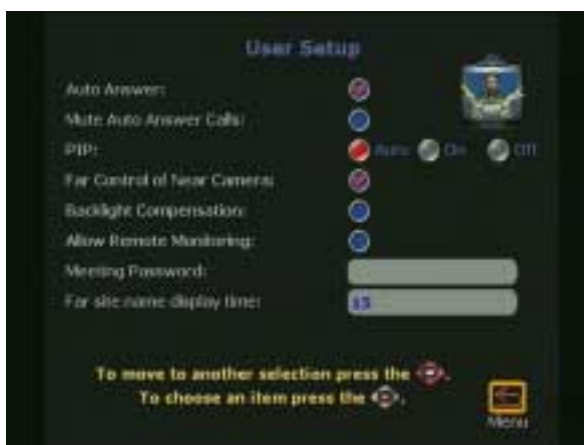 User Setup
Auto Answer:
Mute Auto Answer Calls:
PIP: Auto On Off
Far Control of Near Camera:
Backlight Compensation:
Allow Remote Monitoring:
Meeting Password:
Far site name display time: 15
To move to another selection press the
To choose an item press the
Menu